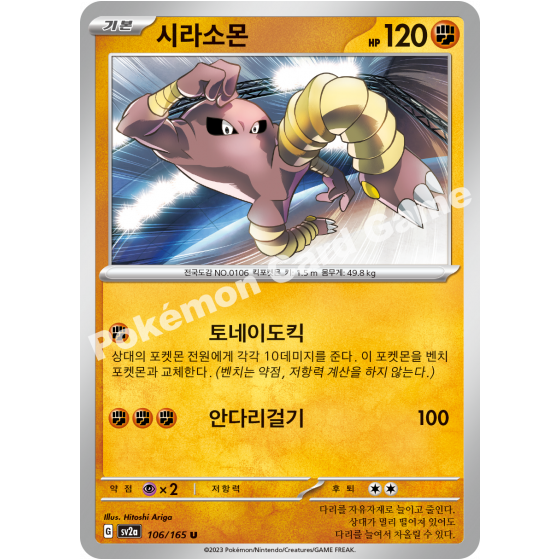 기본 시라소몬 HP 120
전국도감 NO.0106 킥포켓몬 키: 1.5 m 몸무게: 49.8 kg
토네이도킥
상대의 포켓몬 전원에게 각각 10데미지를 준다. 이 포켓몬을 벤치
포켓몬과 교체한다. (벤치는 약점, 저항력 계산을 하지 않는다.)
안다리걸기 100
약점 ×2 저항력 후퇴
Illus. Hitoshi Ariga
G sv2a 106/165 U
다리를 자유자재로 늘이고 줄인다.
상대가 멀리 떨어져 있어도
다리를 늘여서 차올릴 수 있다.
©2023 Pokémon/Nintendo/Creatures/GAME FREAK.
Pokémon Card Game